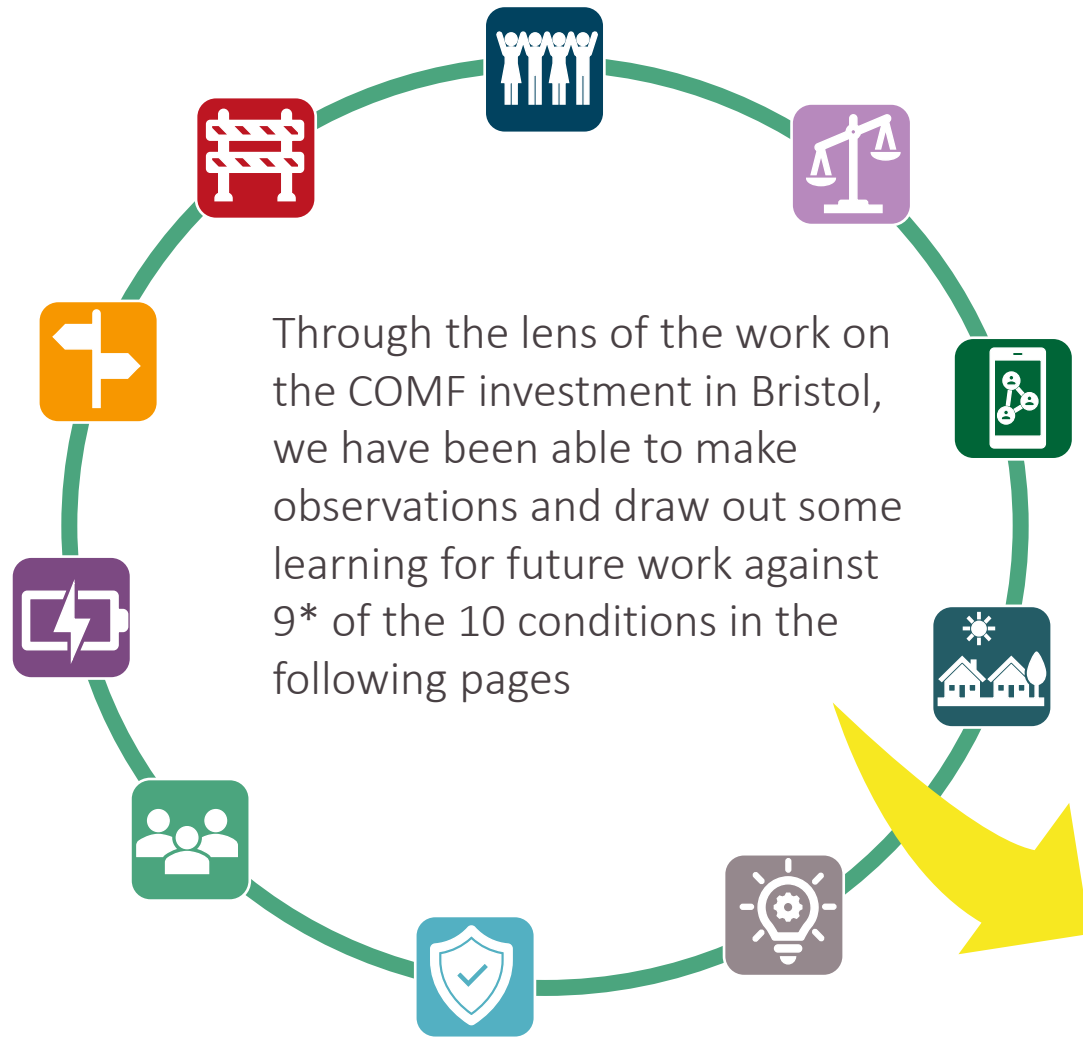 Through the lens of the work on
the COMF investment in Bristol,
we have been able to make
observations and draw out some
learning for future work against
9* of the 10 conditions in the
following pages